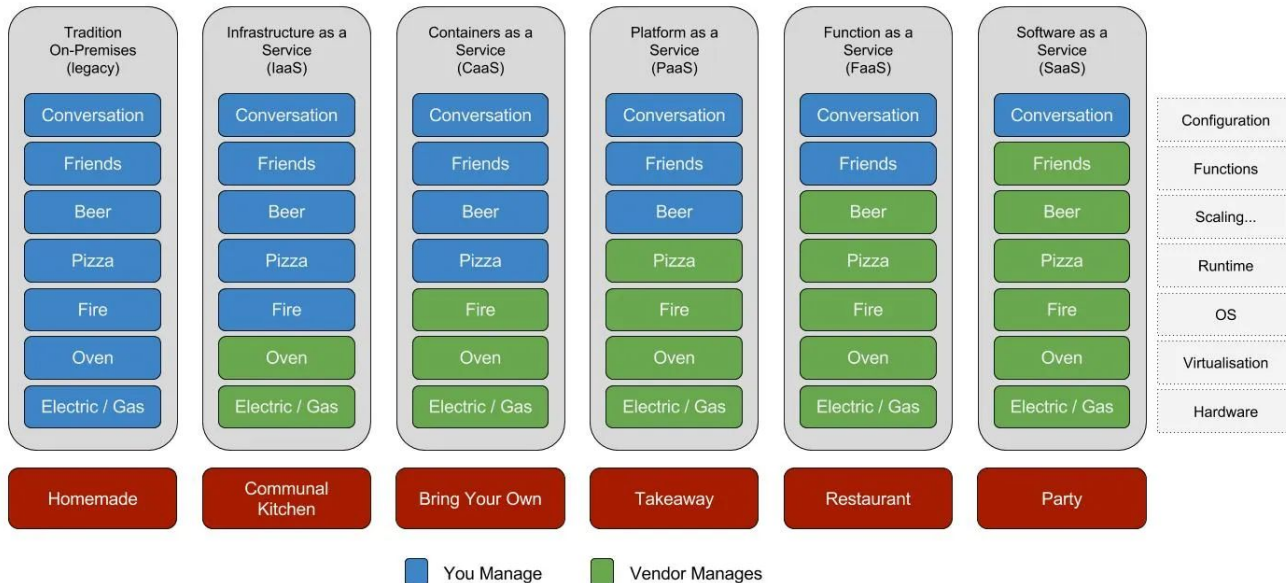 Tradition
On-Premises
(legacy)
Infrastructure as a
Service
(IaaS)
Containers as a
Service
(CaaS)
Platform as a
Service
(PaaS)
Function as a
Service
(FaaS)
Software as a
Service
(SaaS)
Conversation Conversation Conversation Conversation Conversation Conversation Configuration
Friends Friends Friends Friends Friends Friends Functions
Beer Beer Beer Beer Beer Beer Scaling...
Pizza Pizza Pizza Pizza Pizza Pizza Runtime
Fire Fire Fire Fire Fire Fire OS
Oven Oven Oven Oven Oven Oven Virtualisation
Electric / Gas Electric / Gas Electric / Gas Electric / Gas Electric / Gas Electric / Gas Hardware
Homemade
Communal
Kitchen
Bring Your Own
Takeaway
Restaurant
Party
You Manage
Vendor Manages